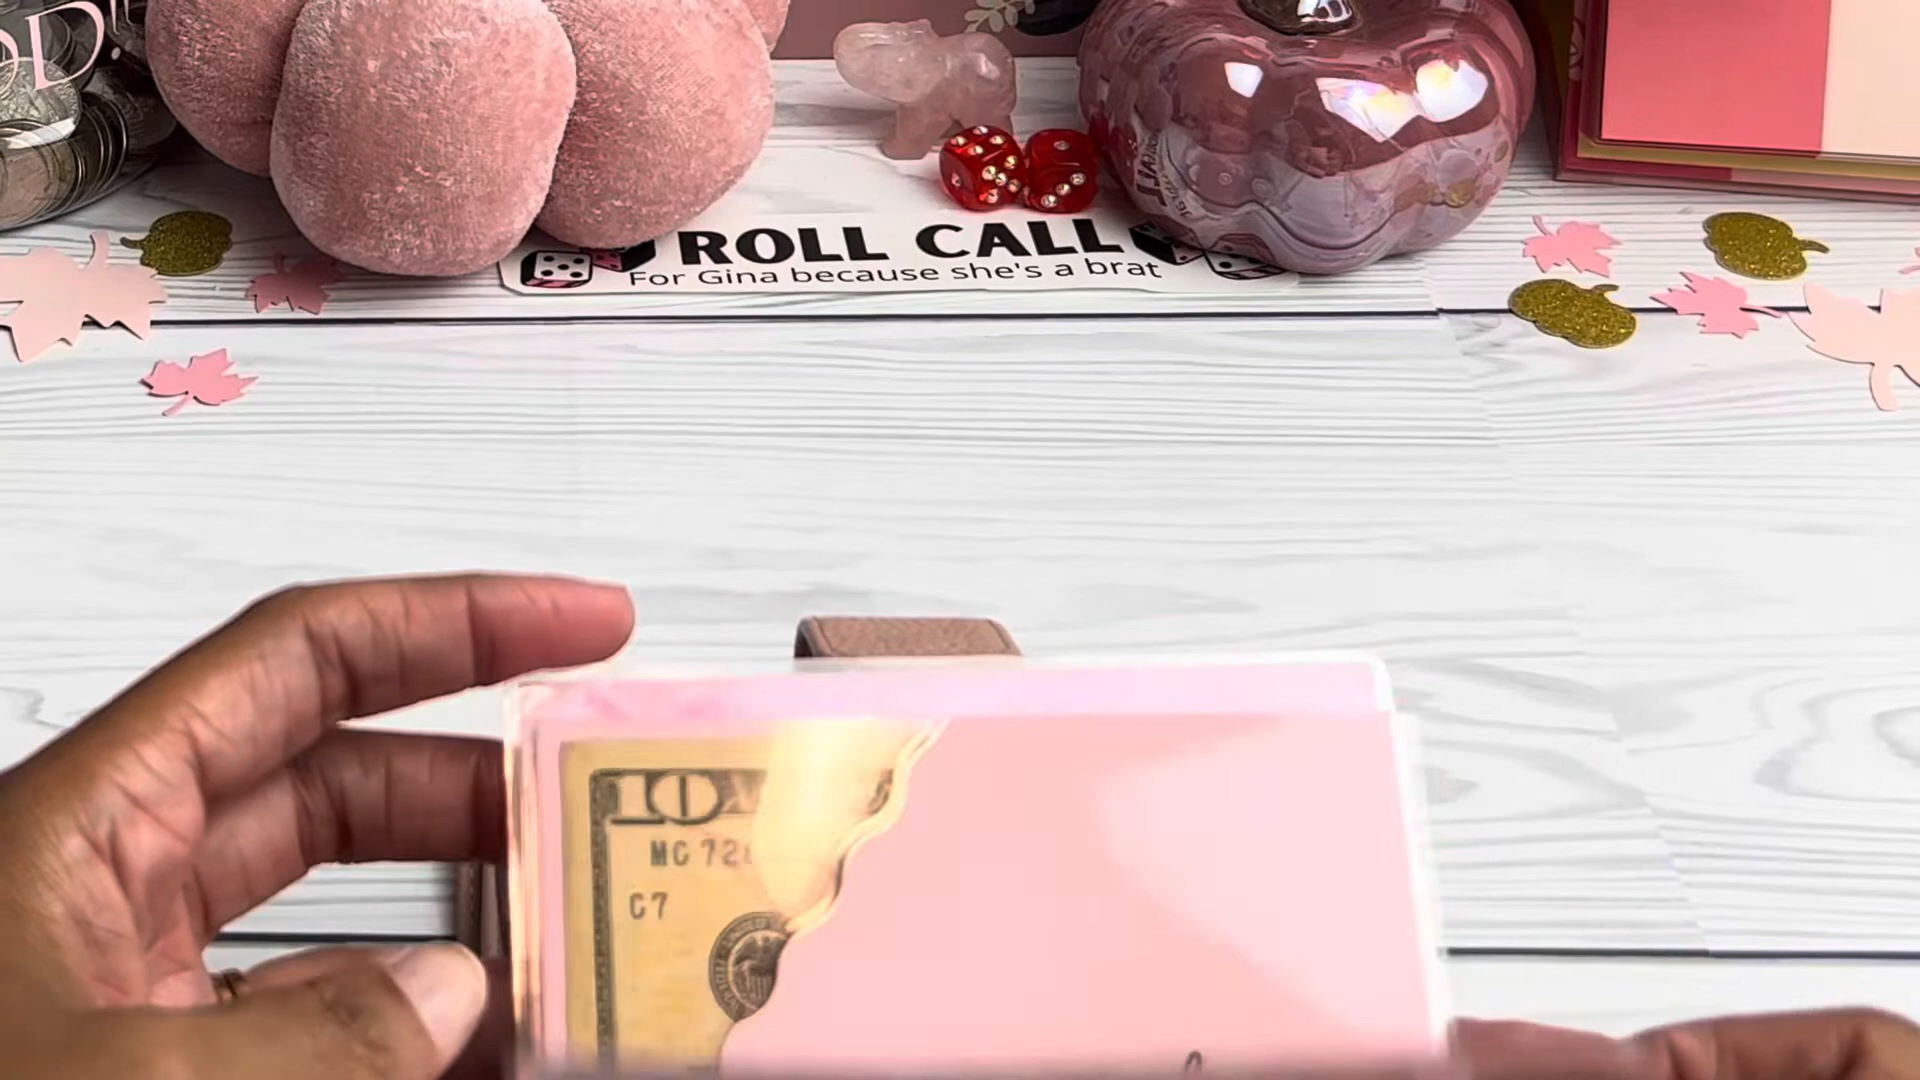 D!!
ROLL CALL
For Gina because she's a brat
10
MC 72
C7